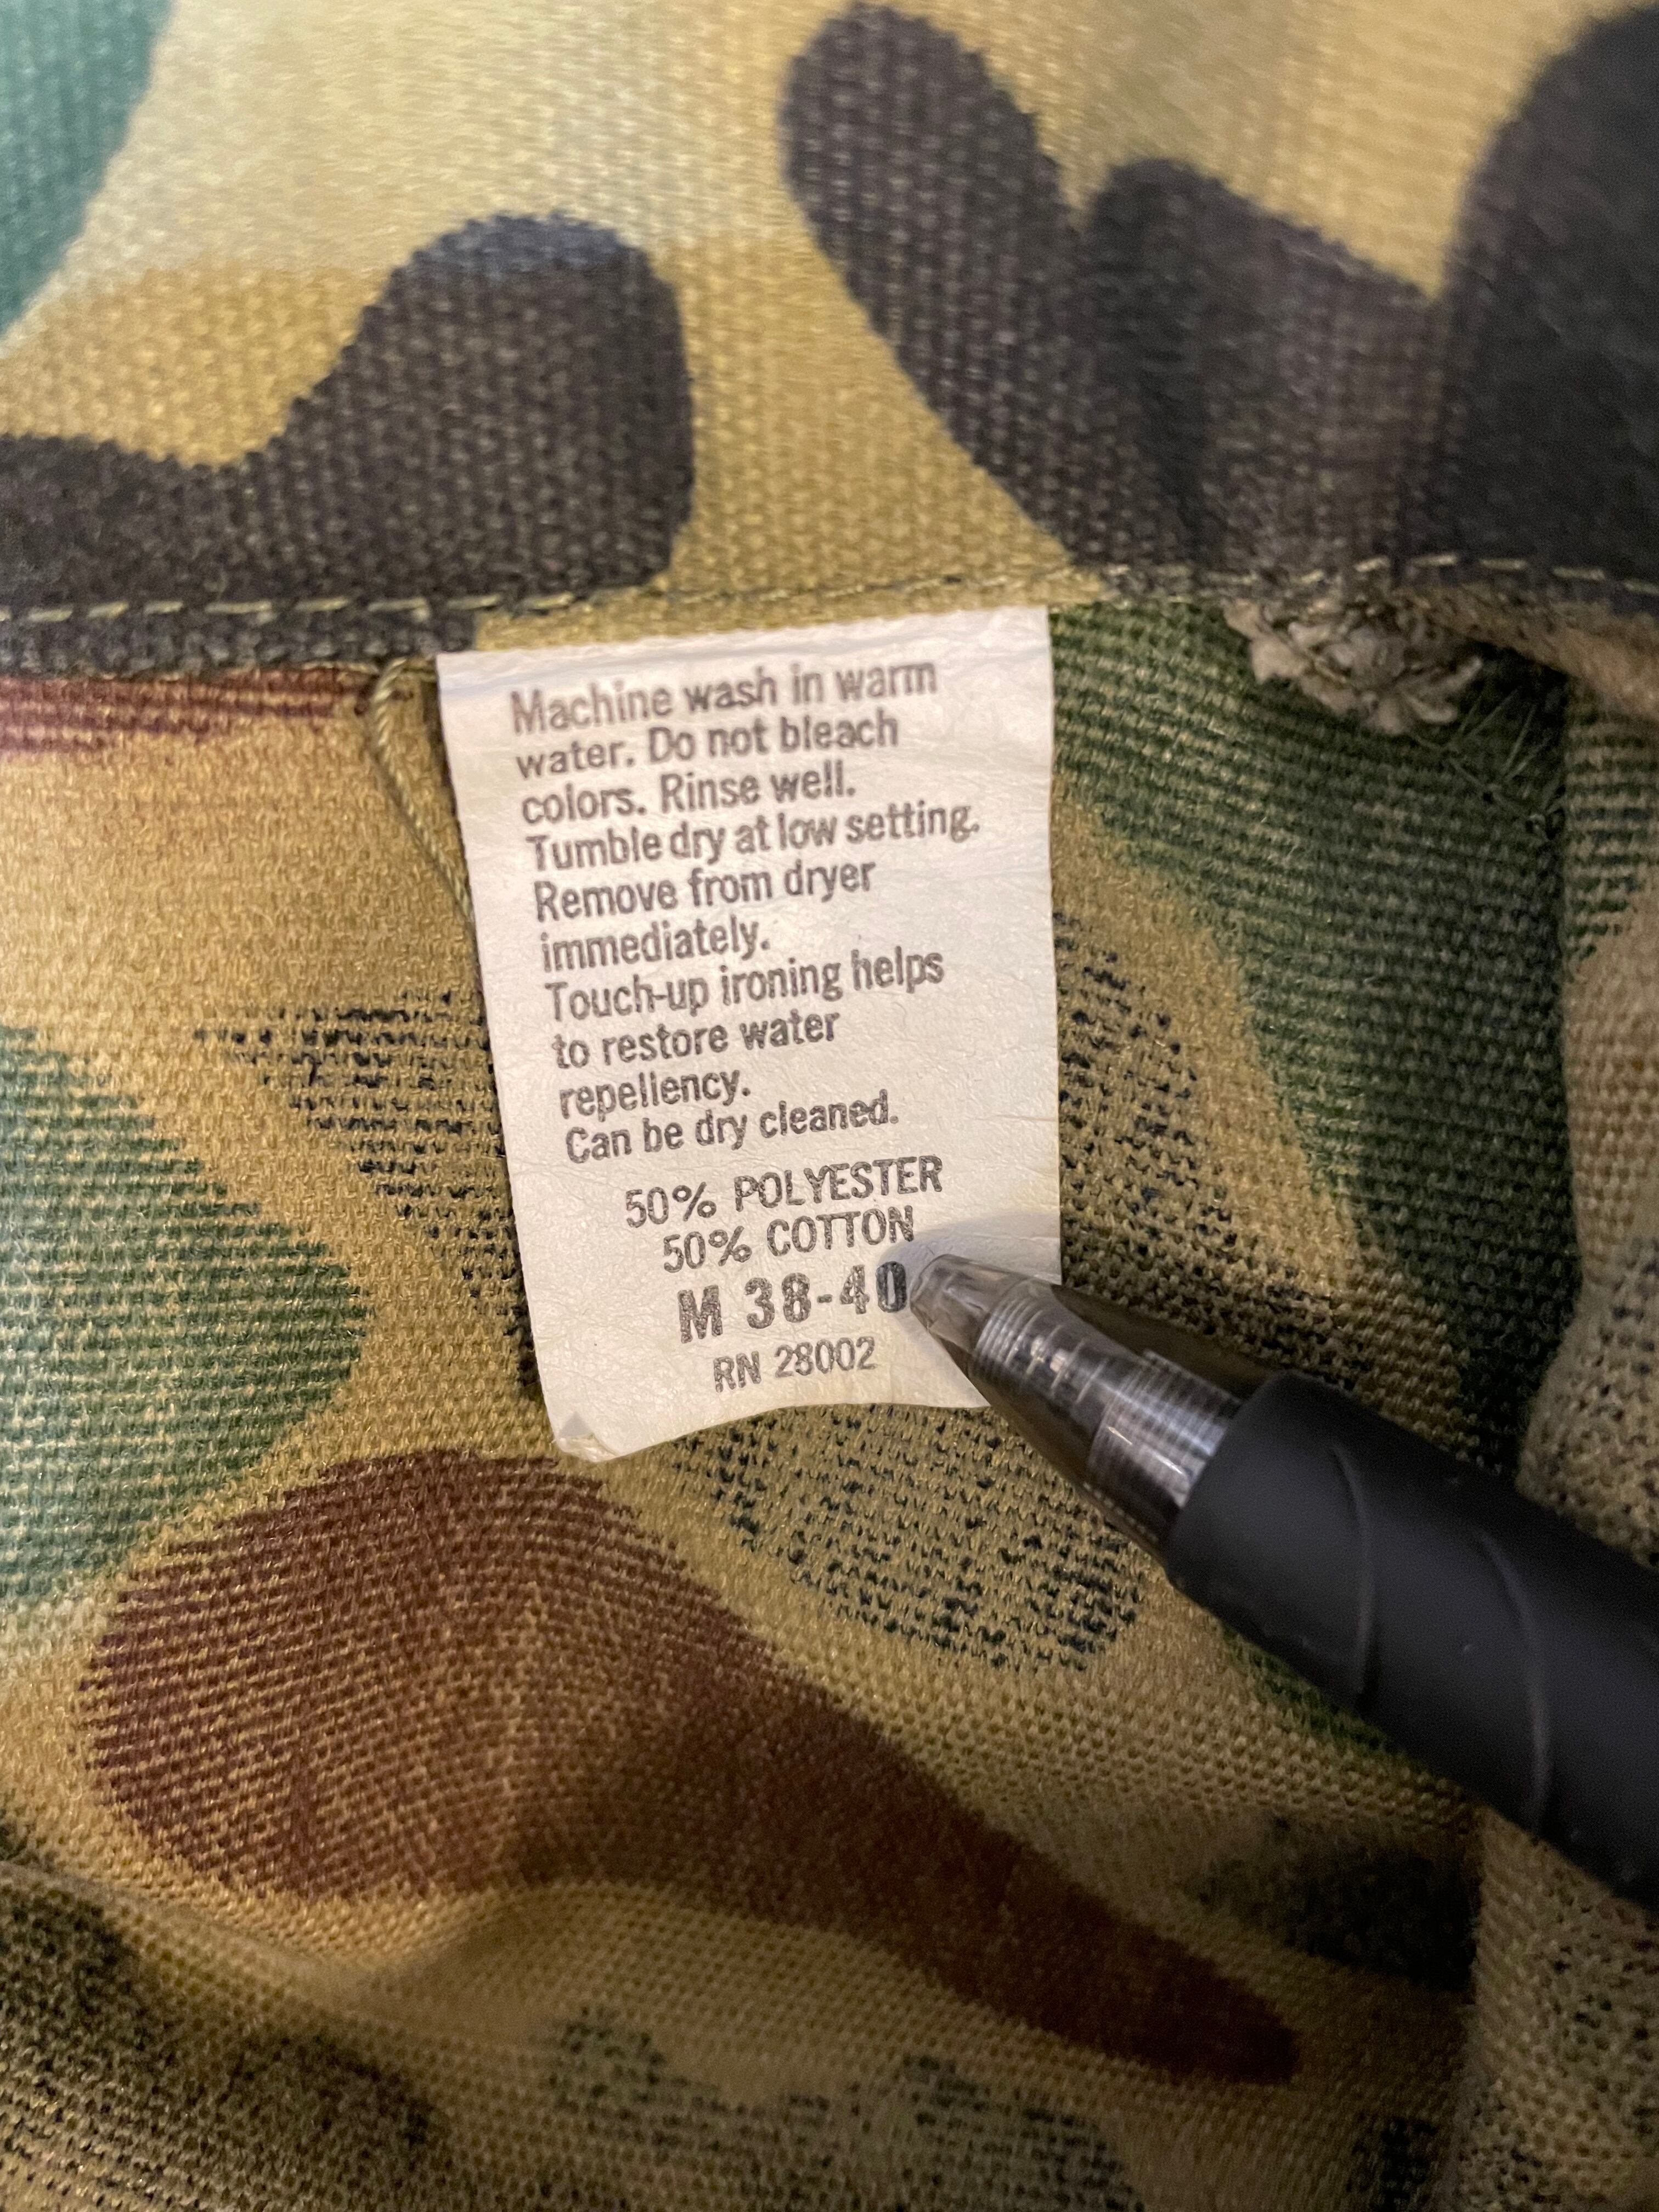 Machine wash in warm
water. Do not bleach
colors. Rinse well.
Tumble dry at low setting.
Remove from dryer
immediately.
Touch-up ironing helps
to restore water
repellency.
Can be dry cleaned.
50% POLYESTER
50% COTTON
M 38-40
RN 28002